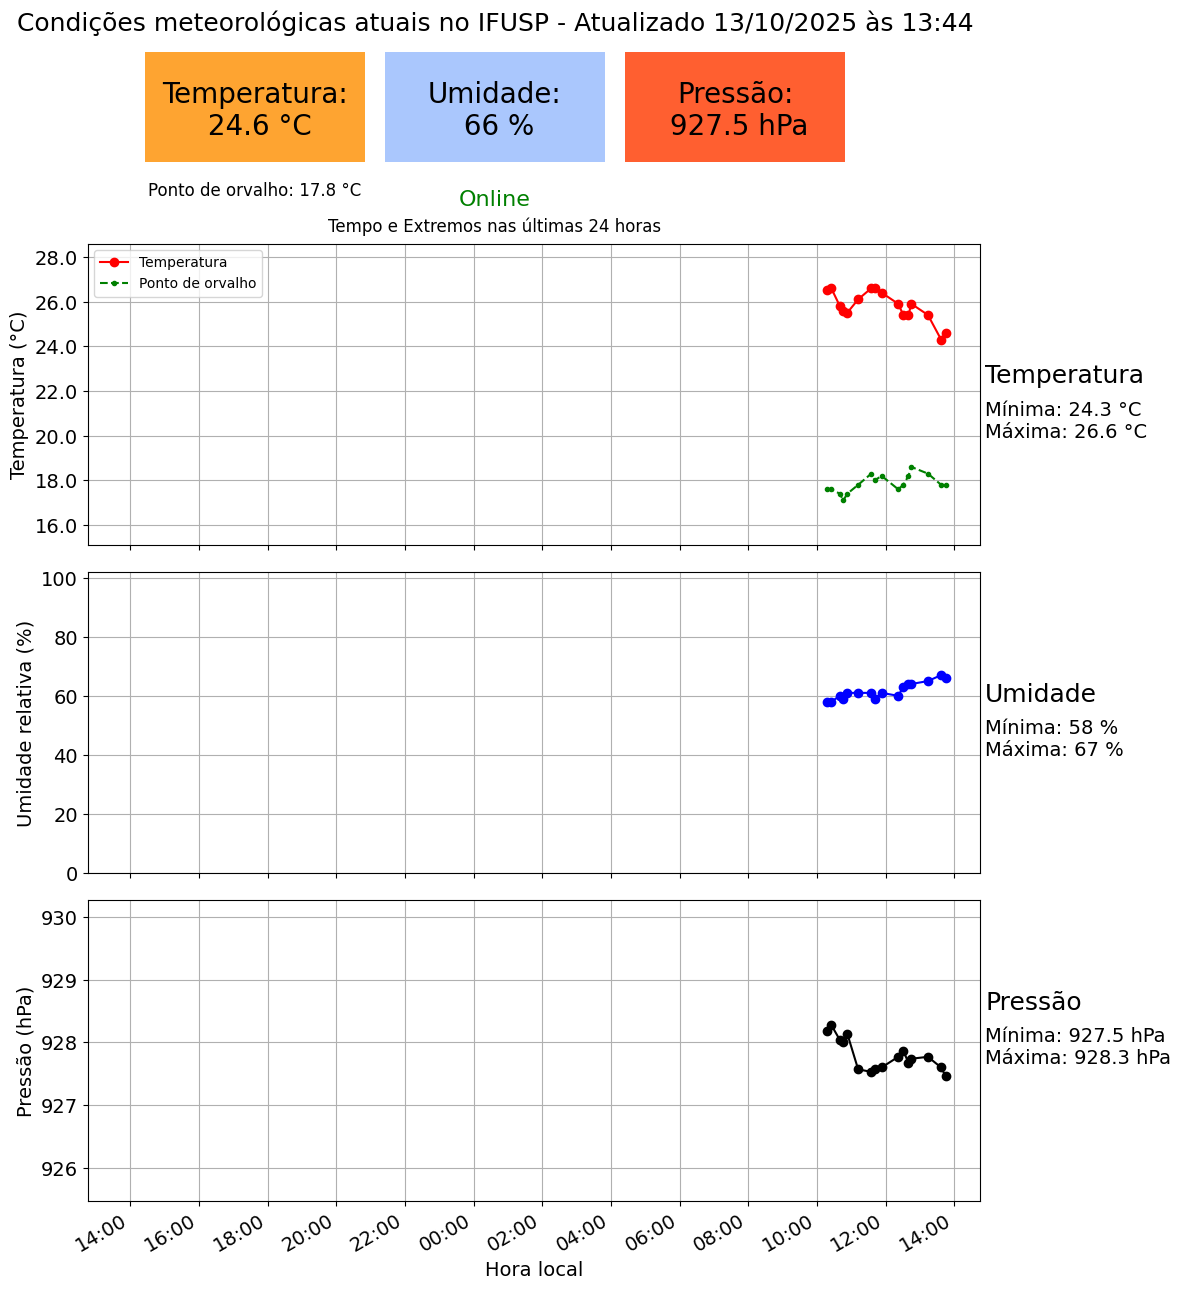 Condições meteorológicas atuais no IFUSP - Atualizado 13/10/2025 às 13:44
Temperatura:
24.6 °C
Umidade:
66 %
Pressão:
927.5 hPa
Ponto de orvalho: 17.8 °C
Online
Tempo e Extremos nas últimas 24 horas
Temperatura
Ponto de orvalho
Temperatura (°C)
28.0
26.0
24.0
22.0
20.0
18.0
16.0
Temperatura
Mínima: 24.3 °C
Máxima: 26.6 °C
Umidade relativa (%)
100
80
60
40
20
0
Umidade
Mínima: 58 %
Máxima: 67 %
Pressão (hPa)
930
929
928
927
926
Pressão
Mínima: 927.5 hPa
Máxima: 928.3 hPa
14:00 16:00 18:00 20:00 22:00 00:00 02:00 04:00 06:00 08:00 10:00 12:00 14:00
Hora local